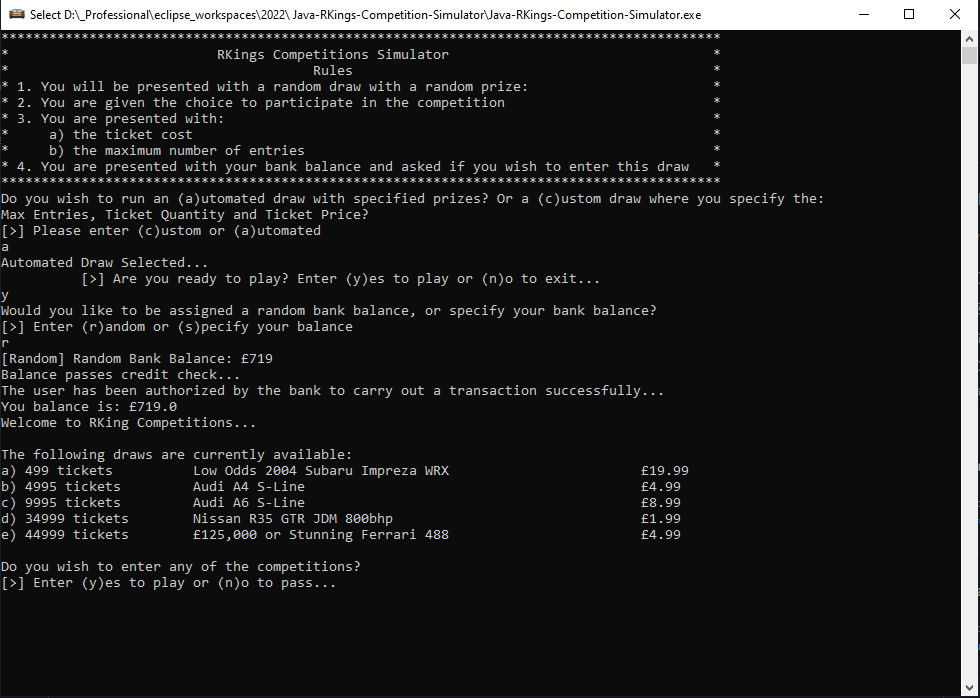 Select D:\_Professional\eclipse_workspaces\2022\ Java-RKings-Competition-Simulator\Java-RKings-Competition-Simulator.exe
******************************************************************************************
* RKings Competitions Simulator *
* Rules *
* 1. You will be presented with a random draw with a random prize: *
* 2. You are given the choice to participate in the competition *
* 3. You are presented with: *
* a) the ticket cost *
* b) the maximum number of entries *
* 4. You are presented with your bank balance and asked if you wish to enter this draw *
******************************************************************************************
Do you wish to run an (a)utomated draw with specified prizes? Or a (c)ustom draw where you specify the:
Max Entries, Ticket Quantity and Ticket Price?
[>] Please enter (c)ustom or (a)utomated
a
Automated Draw Selected...
[>] Are you ready to play? Enter (y)es to play or (n)o to exit...
y
Would you like to be assigned a random bank balance, or specify your bank balance?
[>] Enter (r)andom or (s)pecify your balance
r
[Random] Random Bank Balance: £719
Balance passes credit check...
The user has been authorized by the bank to carry out a transaction successfully...
You balance is: £719.0
Welcome to RKing Competitions...
The following draws are currently available:
a) 499 tickets Low Odds 2004 Subaru Impreza WRX £19.99
b) 4995 tickets Audi A4 S-Line £4.99
c) 9995 tickets Audi A6 S-Line £8.99
d) 34999 tickets Nissan R35 GTR JDM 800bhp £1.99
e) 44999 tickets £125,000 or Stunning Ferrari 488 £4.99
Do you wish to enter any of the competitions?
[>] Enter (y)es to play or (n)o to pass...